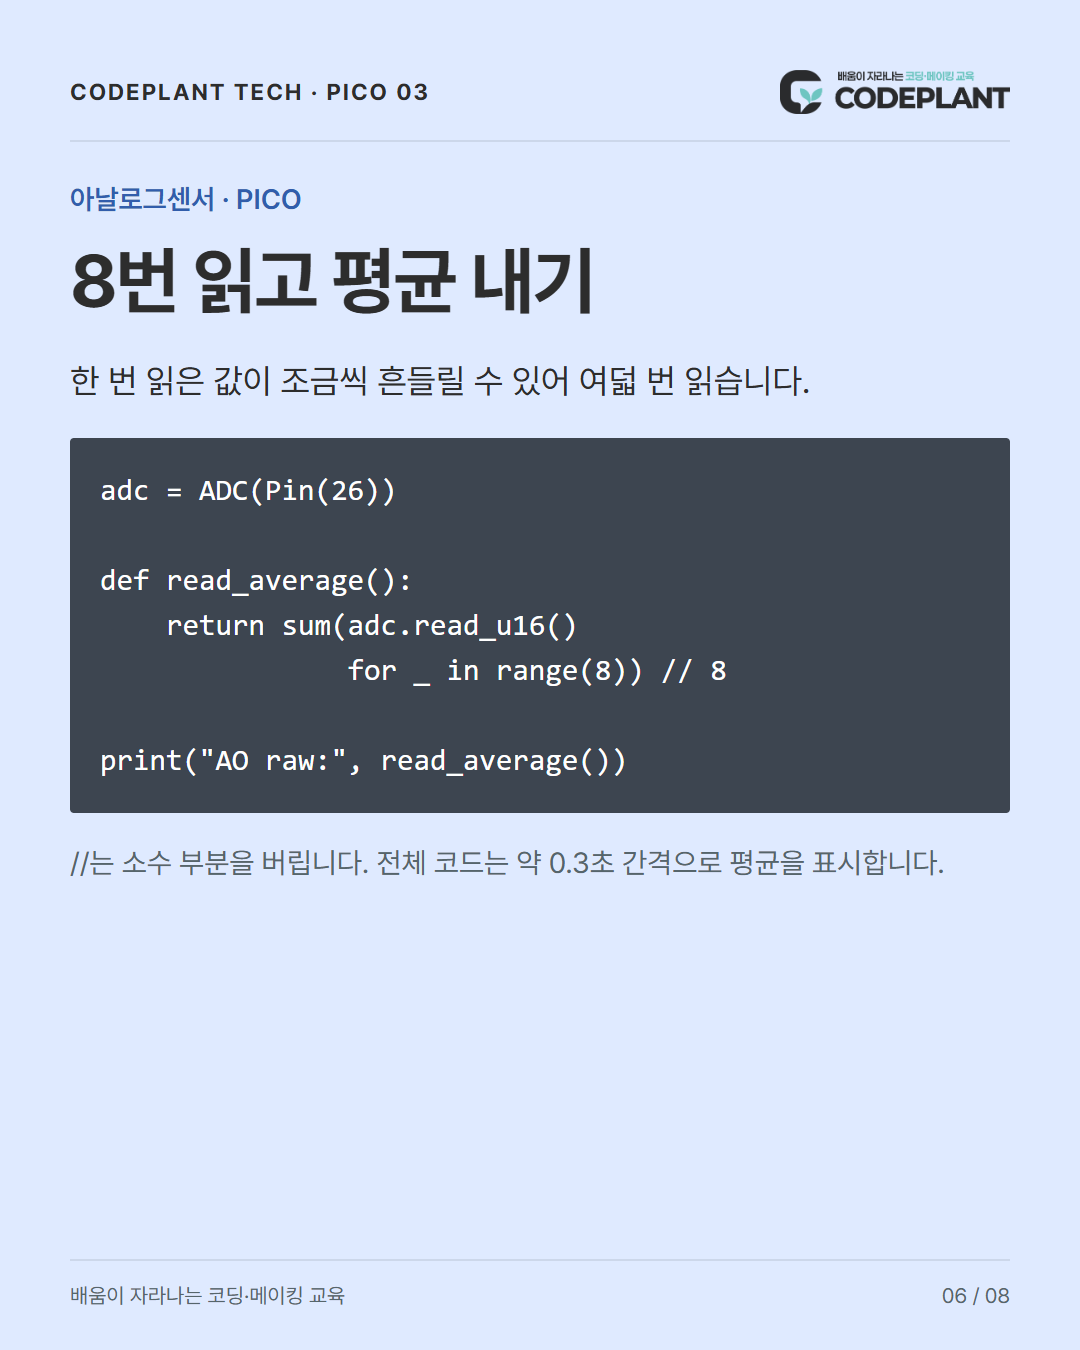 CODEPLANT TECH · PICO 03
배움이 자라나는 코딩·메이킹 교육
CODEPLANT
아날로그센서 · PICO
8번 읽고 평균 내기
한 번 읽은 값이 조금씩 흔들릴 수 있어 여덟 번 읽습니다.
adc = ADC(Pin(26))
def read_average():
    return sum(adc.read_u16()
               for _ in range(8)) // 8
print("AO raw:", read_average())
//는 소수 부분을 버립니다. 전체 코드는 약 0.3초 간격으로 평균을 표시합니다.
배움이 자라나는 코딩·메이킹 교육
06 / 08